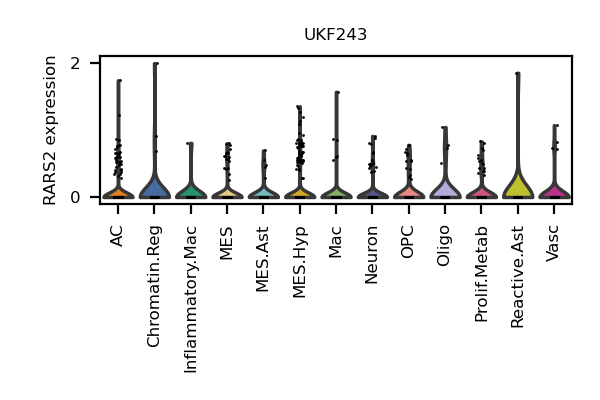 UKF243
RARS2 expression
2
0
AC
Chromatin.Reg
Inflammatory.Mac
MES
MES.Ast
MES.Hyp
Mac
Neuron
OPC
Oligo
Prolif.Metab
Reactive.Ast
Vasc